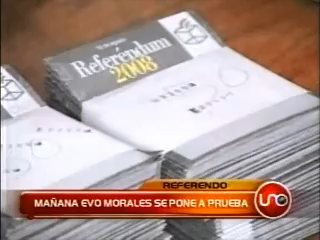 Referéndum
2008
REFERENDO
MAÑANA EVO MORALES SE PONE A PRUEBA
UNO